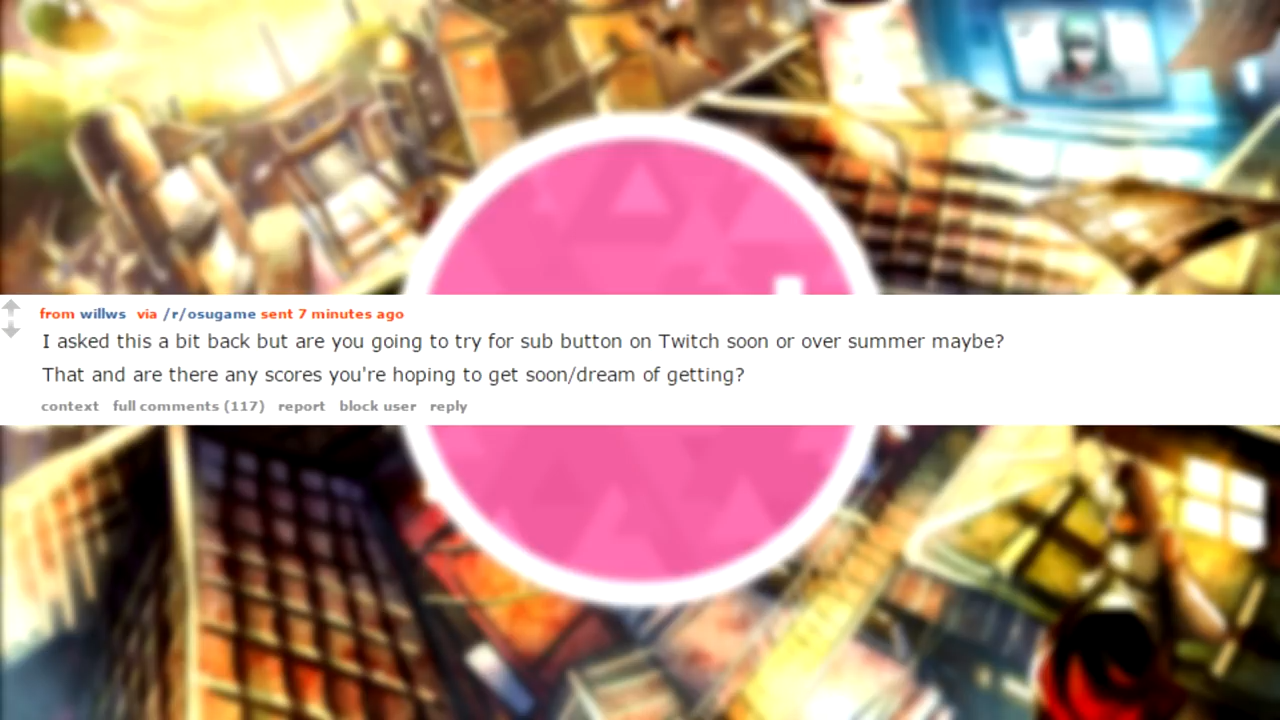 from willws via /r/osugame sent 7 minutes ago
I asked this a bit back but are you going to try for sub button on Twitch soon or over summer maybe?
That and are there any scores you're hoping to get soon/dream of getting?
context full comments (117) report block user reply